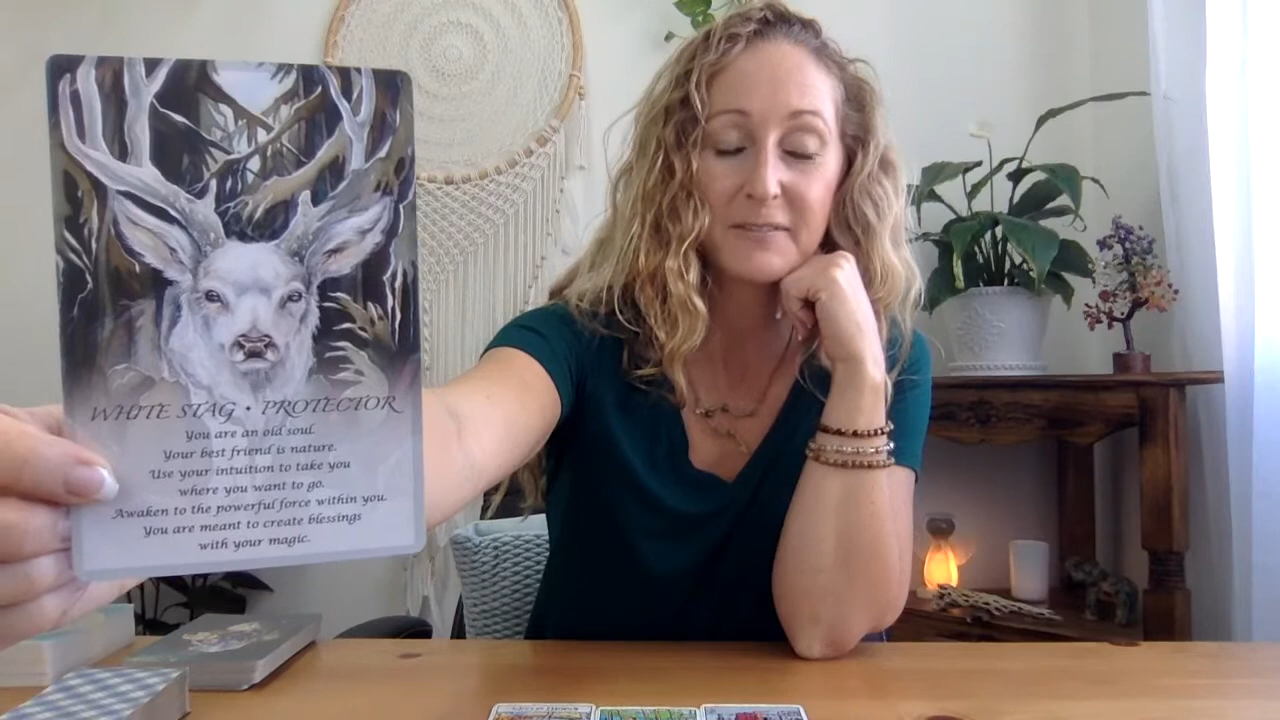 WHITE STAG • PROTECTOR
You are an old soul.
Your best friend is nature.
Use your intuition to take you
where you want to go.
Awaken to the powerful force within you.
You are meant to create blessings
with your magic.